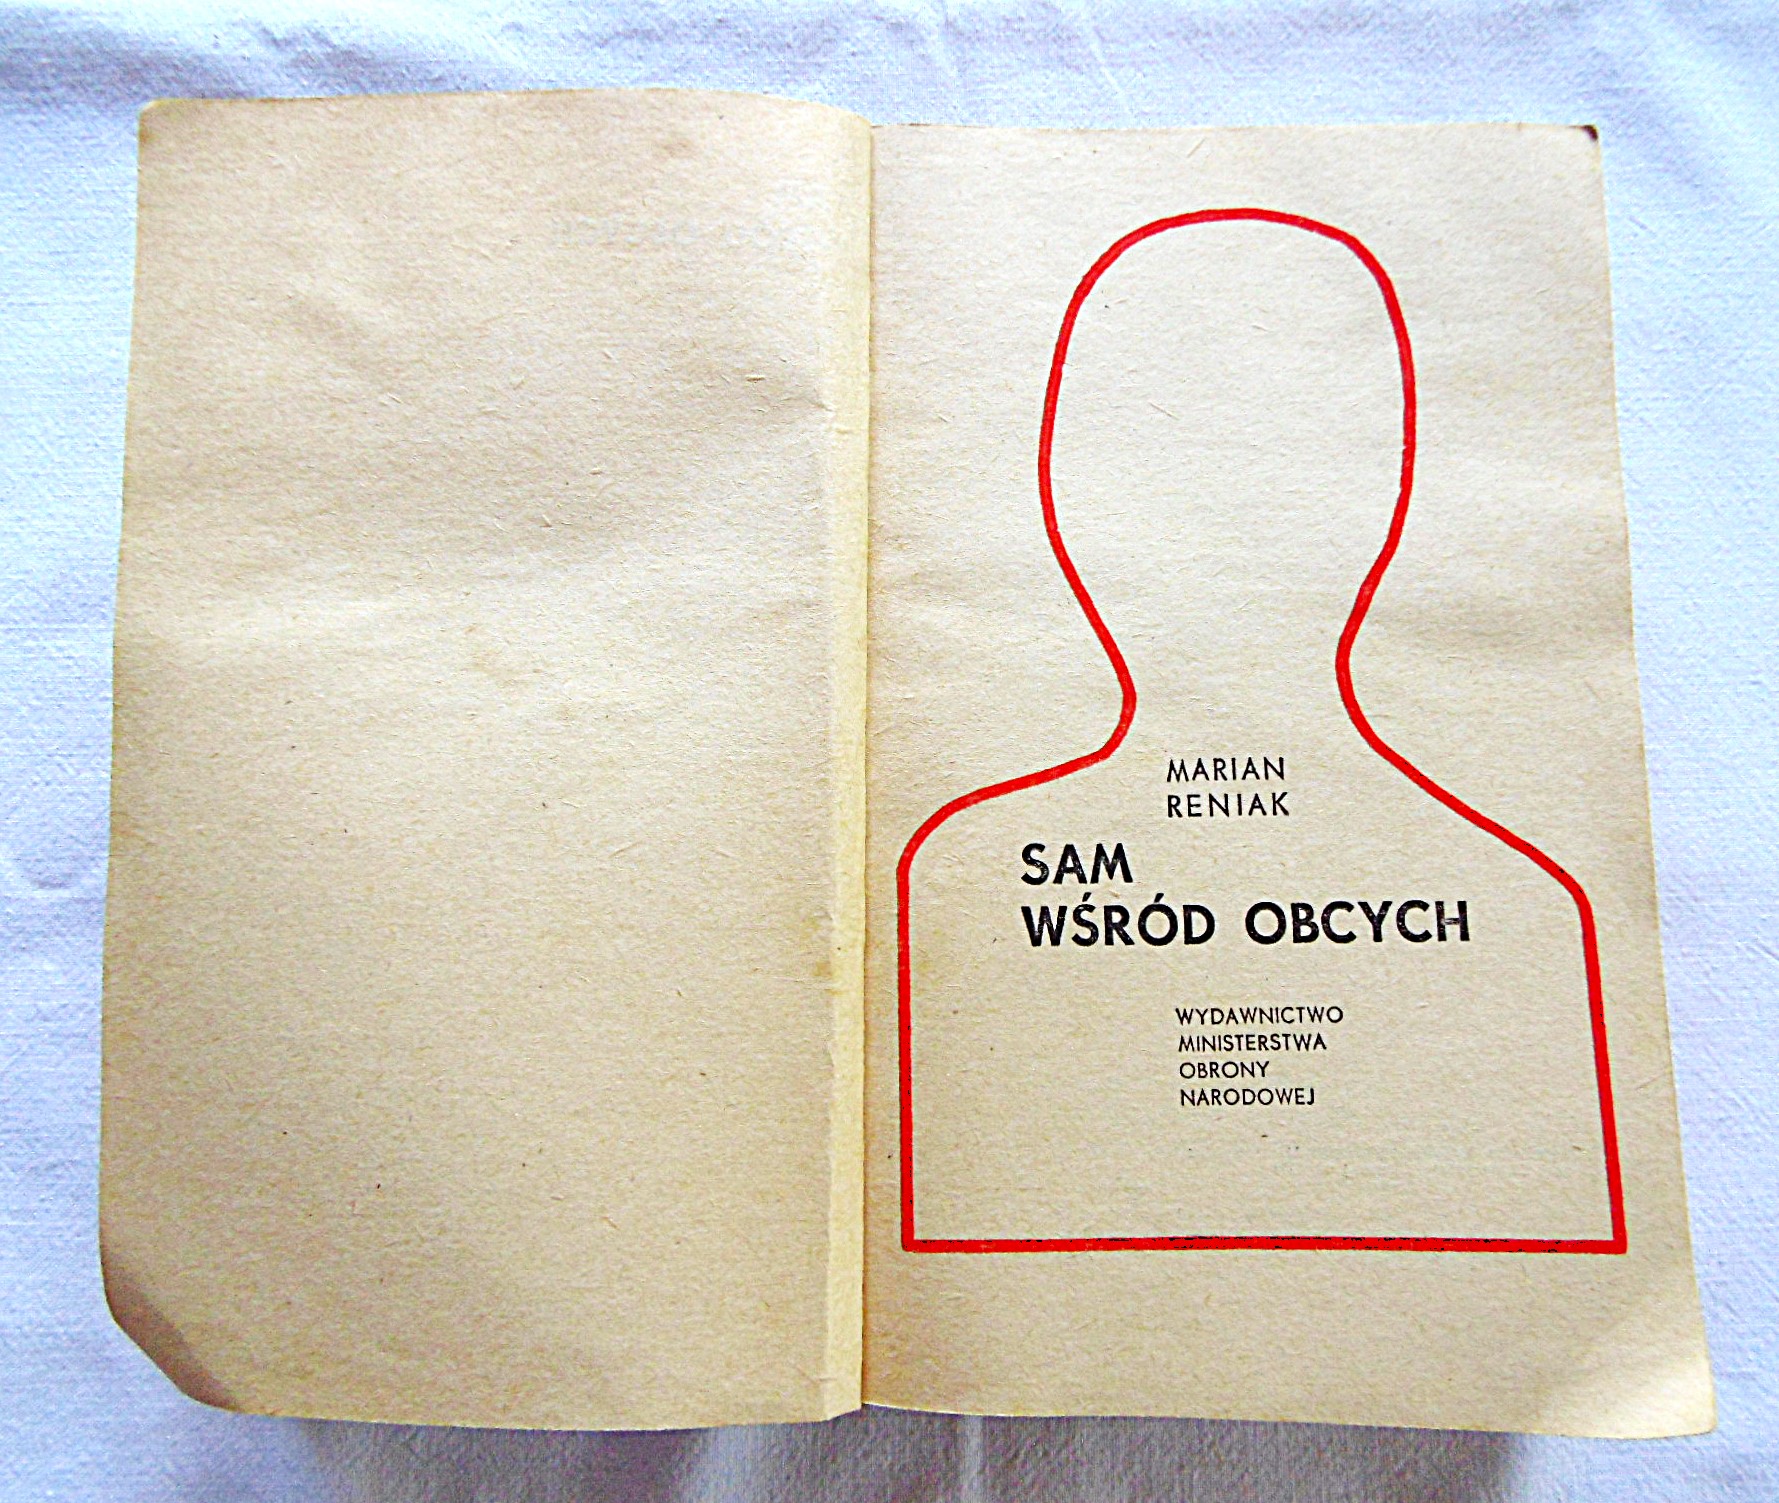 MARIAN
RENIAK
SAM
WŚRÓD OBCYCH
WYDAWNICTWO
MINISTERSTWA
OBRONY
NARODOWEJ